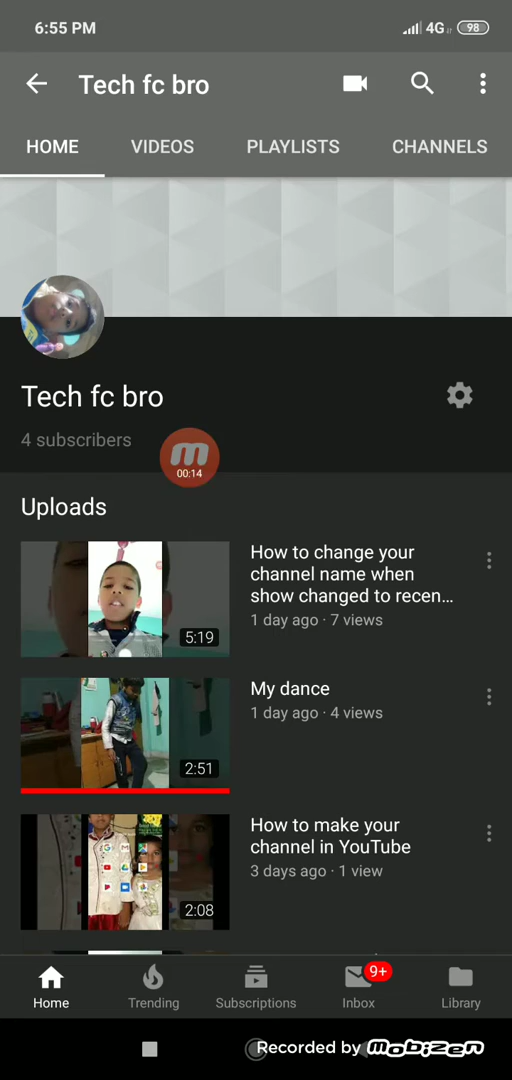 6:55 PM
4G
98
Tech fc bro
HOME VIDEOS PLAYLISTS CHANNELS
Tech fc bro
4 subscribers
m
00:14
Uploads
How to change your
channel name when
show changed to recen...
1 day ago · 7 views
5:19
My dance
1 day ago · 4 views
2:51
How to make your
channel in YouTube
3 days ago · 1 view
2:08
9+
Home Trending Subscriptions Inbox Library
Recorded by mobizen